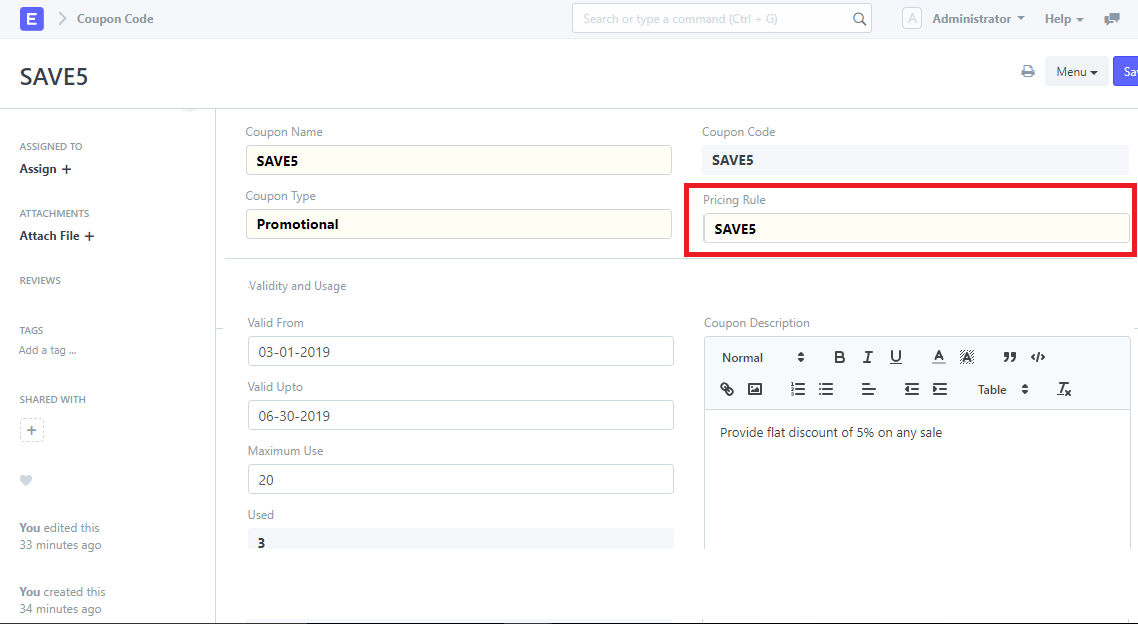 E Coupon Code Search or type a command (Ctrl + G) A Administrator Help
SAVE5 Menu
ASSIGNED TO
Assign +
ATTACHMENTS
Attach File +
REVIEWS
TAGS
Add a tag ...
SHARED WITH
+
You edited this
33 minutes ago
You created this
34 minutes ago
Coupon Name
SAVE5
Coupon Type
Promotional
Coupon Code
SAVE5
Pricing Rule
SAVE5
Validity and Usage
Valid From
03-01-2019
Valid Upto
06-30-2019
Maximum Use
20
Used
3
Coupon Description
Normal B I U A A
Table
Provide flat discount of 5% on any sale